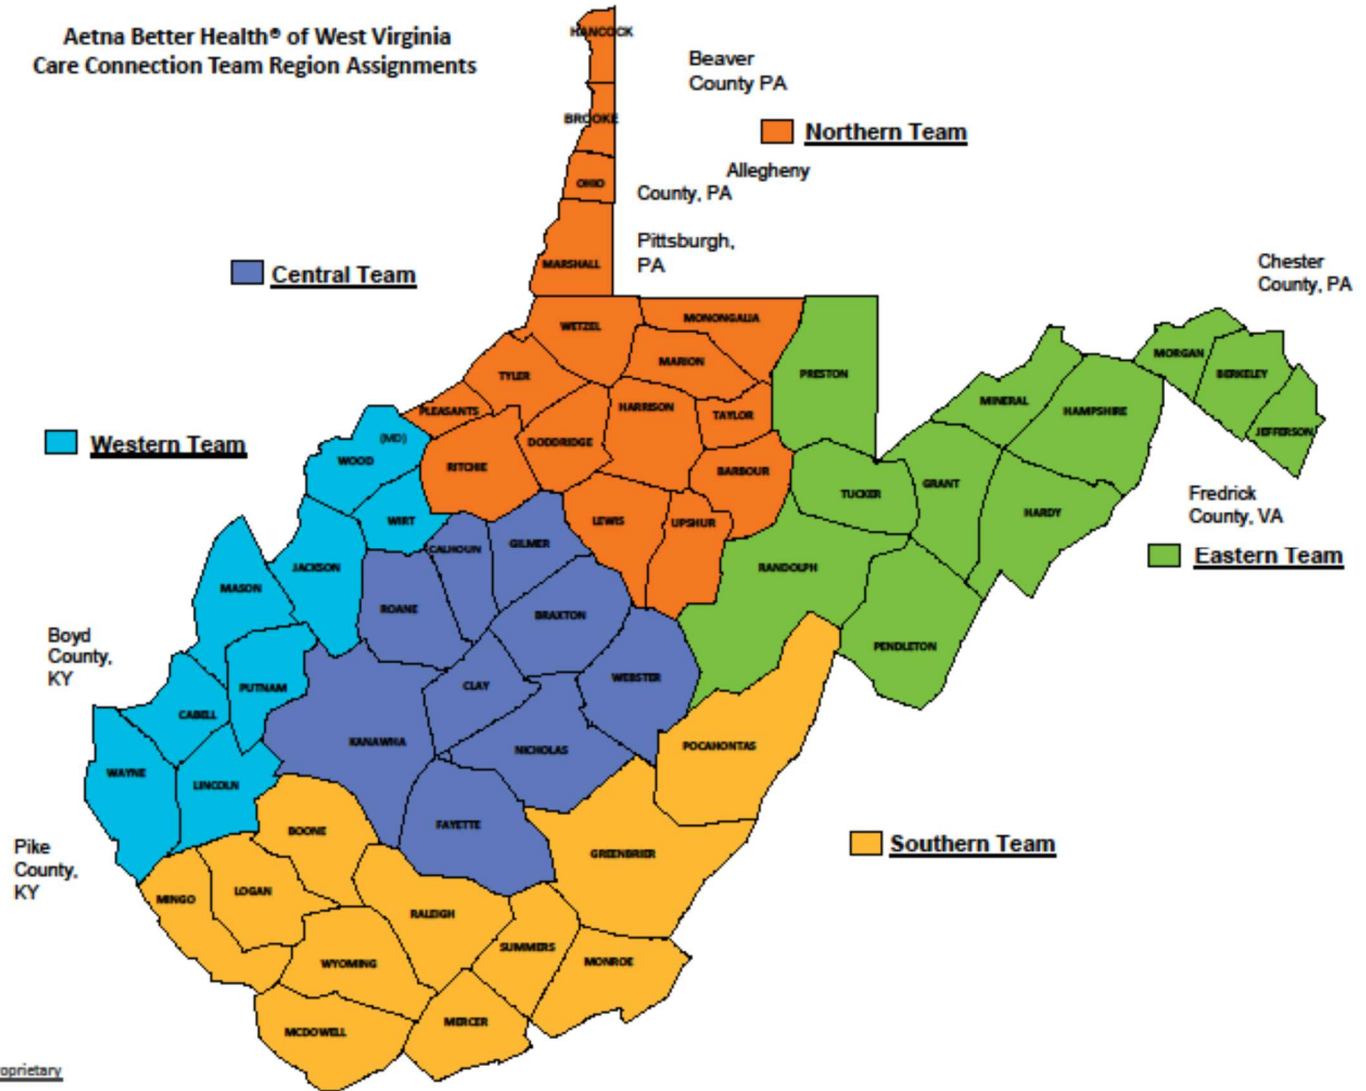 Aetna Better Health® of West Virginia
Care Connection Team Region Assignments
HANCOCK
Beaver
County PA
BROOKE
Northern Team
Allegheny
OHIO
County, PA
Pittsburgh,
PA
MARSHALL
Central Team
Chester
County, PA
WETZEL
MONONGALIA
MARION
MORGAN
BERKELEY
TYLER
PRESTON
MINERAL
HAMPSHIRE
PLEASANTS
HARRISON
TAYLOR
JEFFERSON
Western Team
(MD)
WOOD
DODDRIDGE
RITCHIE
BARBOUR
TUCKER
GRANT
HARDY
Fredrick
County, VA
WIRT
LEWIS
UPSHUR
CALHOUN
GILMER
Eastern Team
JACKSON
RANDOLPH
MASON
ROANE
BRAXTON
Boyd
County,
KY
PENDLETON
PUTNAM
CLAY
WEBSTER
CABELL
KANAWHA
NICHOLAS
POCAHONTAS
WAYNE
LINCOLN
BOONE
FAYETTE
GREENBRIER
Southern Team
Pike
County,
KY
MINGO
LOGAN
RALEIGH
SUMMERS
WYOMING
MONROE
MCDOWELL
MERCER
oprietary